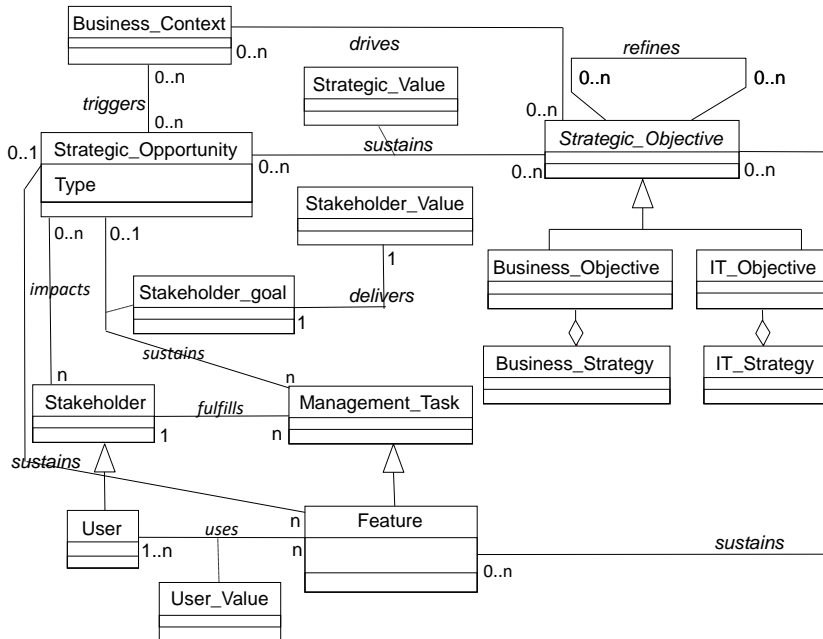 Business_Context
0..n
drives
refines
0..n
0..n
0..n
Strategic_Value
triggers
0..n
0..n
0..1
Strategic_Opportunity
sustains
Strategic_Objective
0..n
0..n
0..n
Type
Stakeholder_Value
0..n
0..1
1
Business_Objective
IT_Objective
impacts
Stakeholder_goal
delivers
1
sustains
Business_Strategy
IT_Strategy
n
n
Stakeholder
fulfills
Management_Task
1
n
sustains
User
uses
n
Feature
1..n
n
sustains
0..n
User_Value